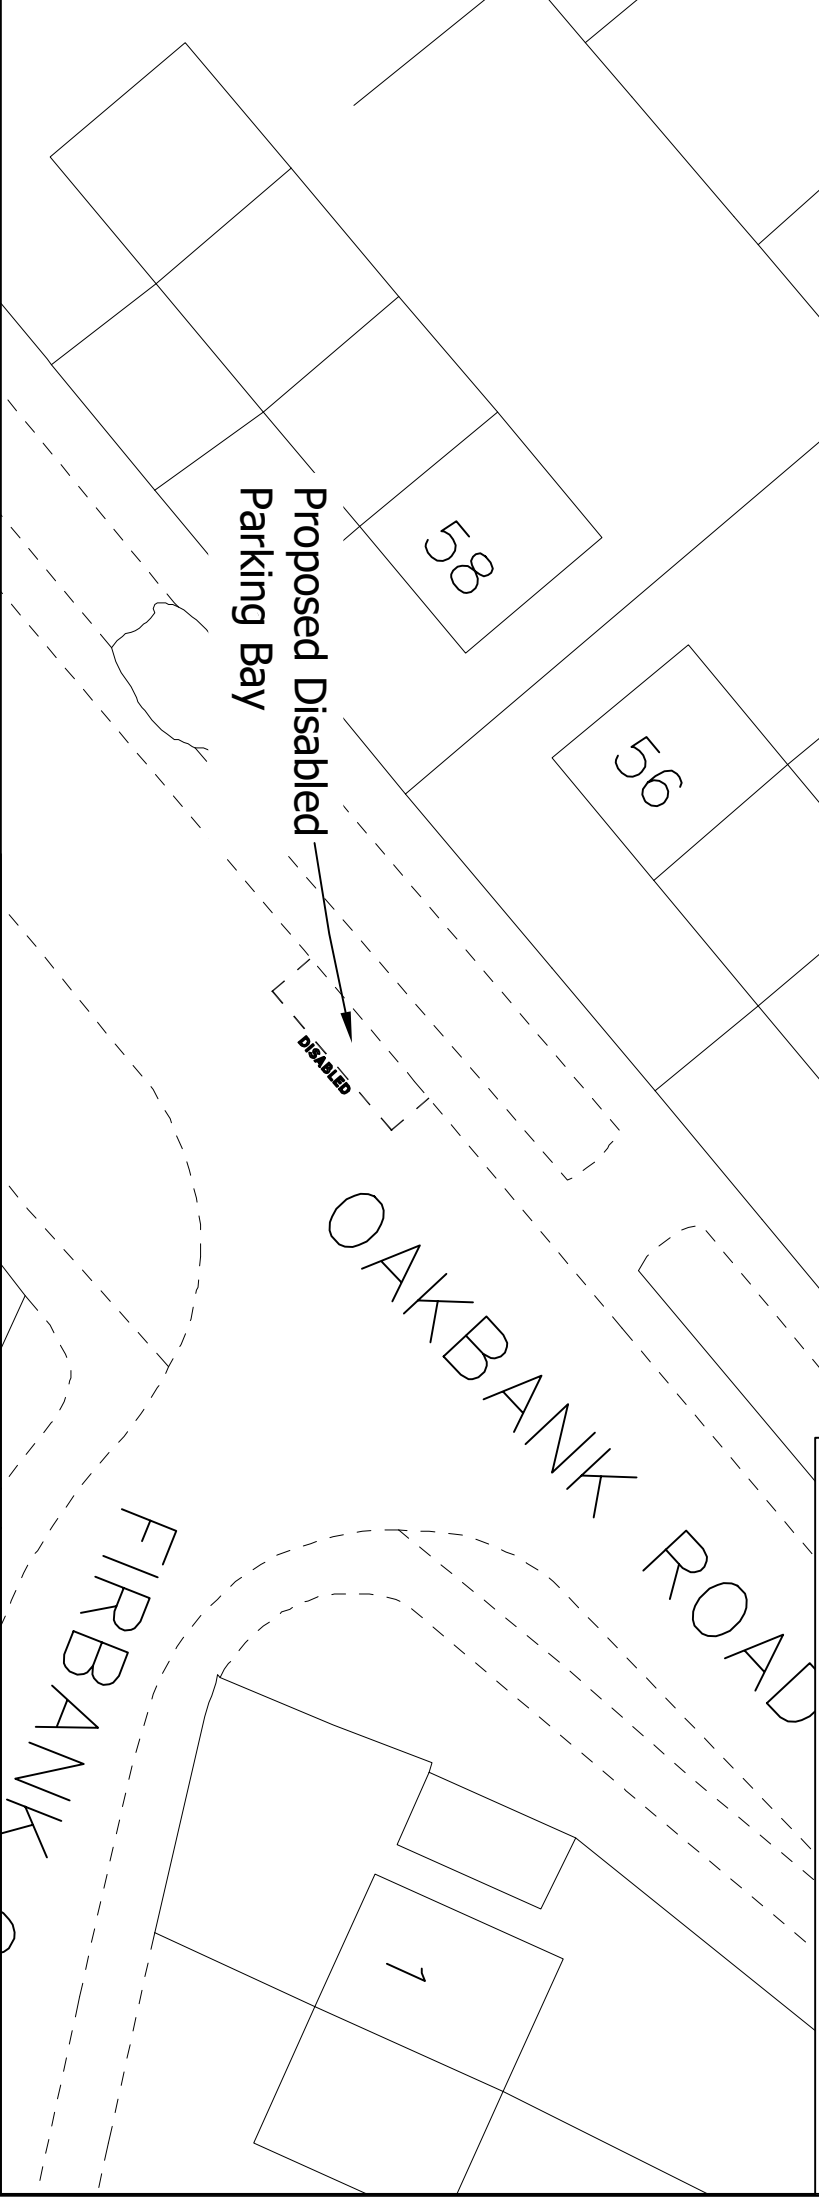 58
56
Proposed Disabled
Parking Bay
DISABLED
OAKBANK ROAD
FIRBANK
1